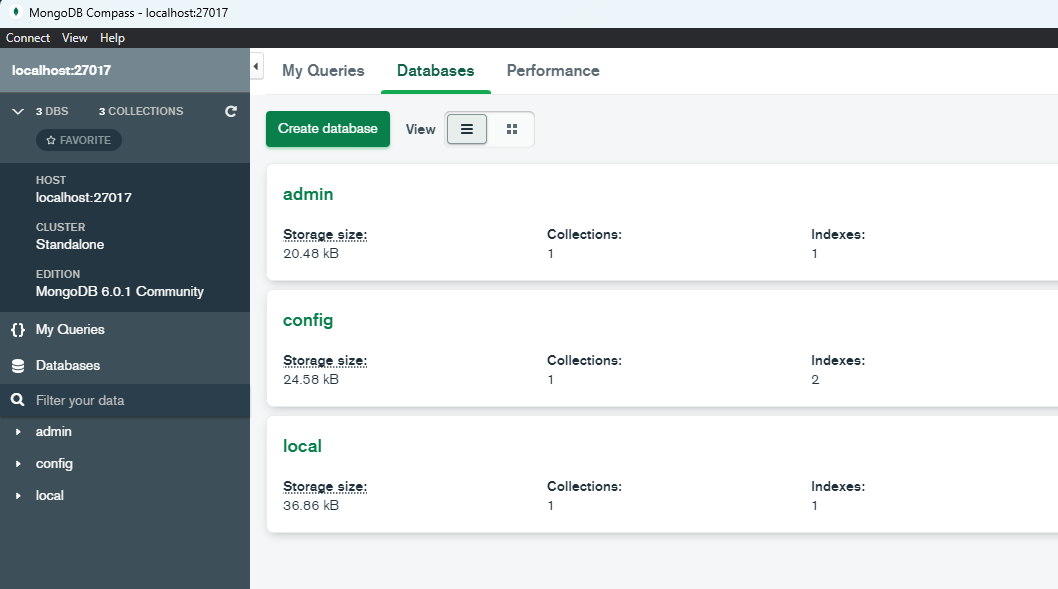 MongoDB Compass - localhost:27017
Connect View Help
localhost:27017
3 DBS 3 COLLECTIONS
FAVORITE
HOST
localhost:27017
CLUSTER
Standalone
EDITION
MongoDB 6.0.1 Community
{} My Queries
Databases
Filter your data
admin
config
local
My Queries Databases Performance
Create database View
admin
Storage size: Collections: Indexes:
20.48 kB 1 1
config
Storage size: Collections: Indexes:
24.58 kB 1 2
local
Storage size: Collections: Indexes:
36.86 kB 1 1